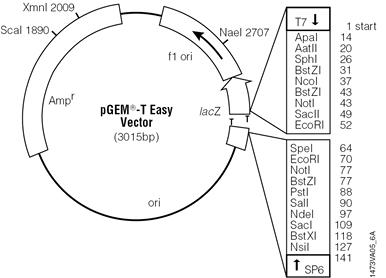 XmnI 2009
ScaI 1890
NaeI 2707
f1 ori
Ampr
pGEM®-T Easy
Vector
(3015bp)
lacZ
ori
T7 ↓
1 start
ApaI 14
AatII 20
SphI 26
BstZI 31
NcoI 37
BstZI 43
NotI 43
SacII 49
EcoRI 52
T
T
SpeI 64
EcoRI 70
NotI 77
BstZI 77
PstI 88
SalI 90
NdeI 97
SacI 109
BstXI 118
NsiI 127
↑ SP6
141
1473VA05_6A